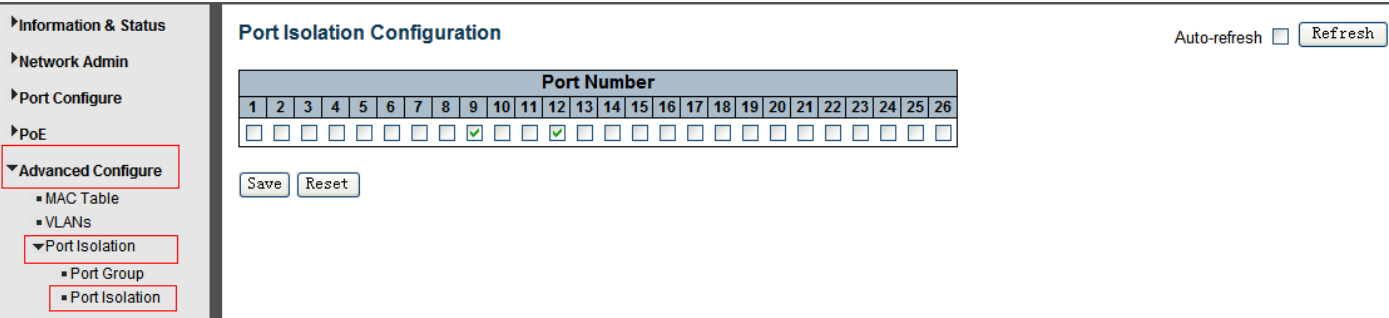 Information & Status
Network Admin
Port Configure
PoE
Advanced Configure
MAC Table
VLANs
Port Isolation
Port Group
Port Isolation
Port Isolation Configuration
Auto-refresh Refresh
Port Number
1 2 3 4 5 6 7 8 9 10 11 12 13 14 15 16 17 18 19 20 21 22 23 24 25 26
Save Reset